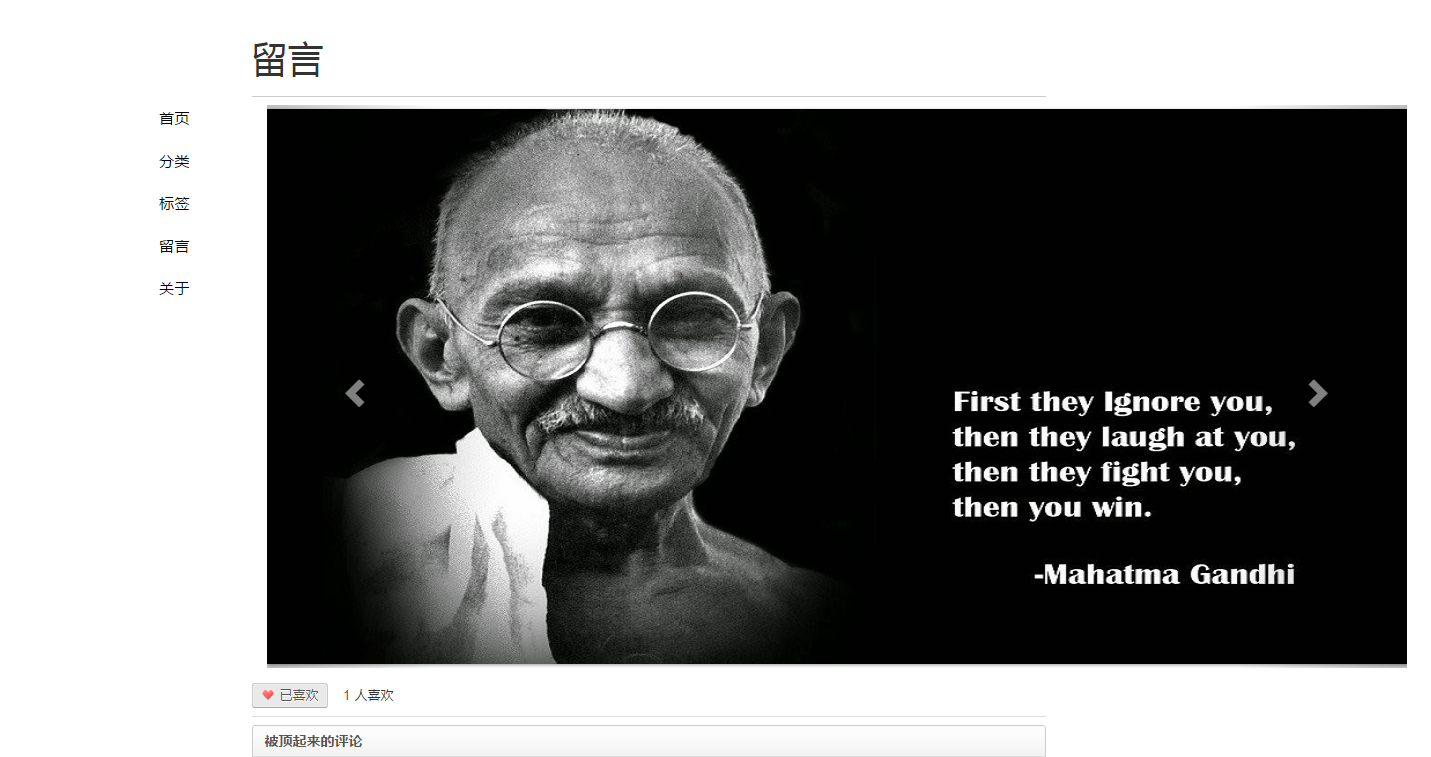 留言
首页
分类
标签
留言
关于
First they Ignore you,
then they laugh at you,
then they fight you,
then you win.
-Mahatma Gandhi
已喜欢
1 人喜欢
被顶起来的评论